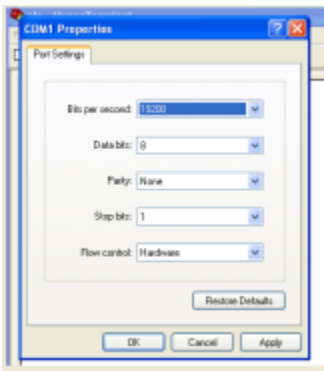 COM1 Properties
Port Settings
Bits per second: 19200
Data bits: 8
Parity: None
Stop bits: 1
Flow control: Hardware
Restore Defaults
OK Cancel Apply